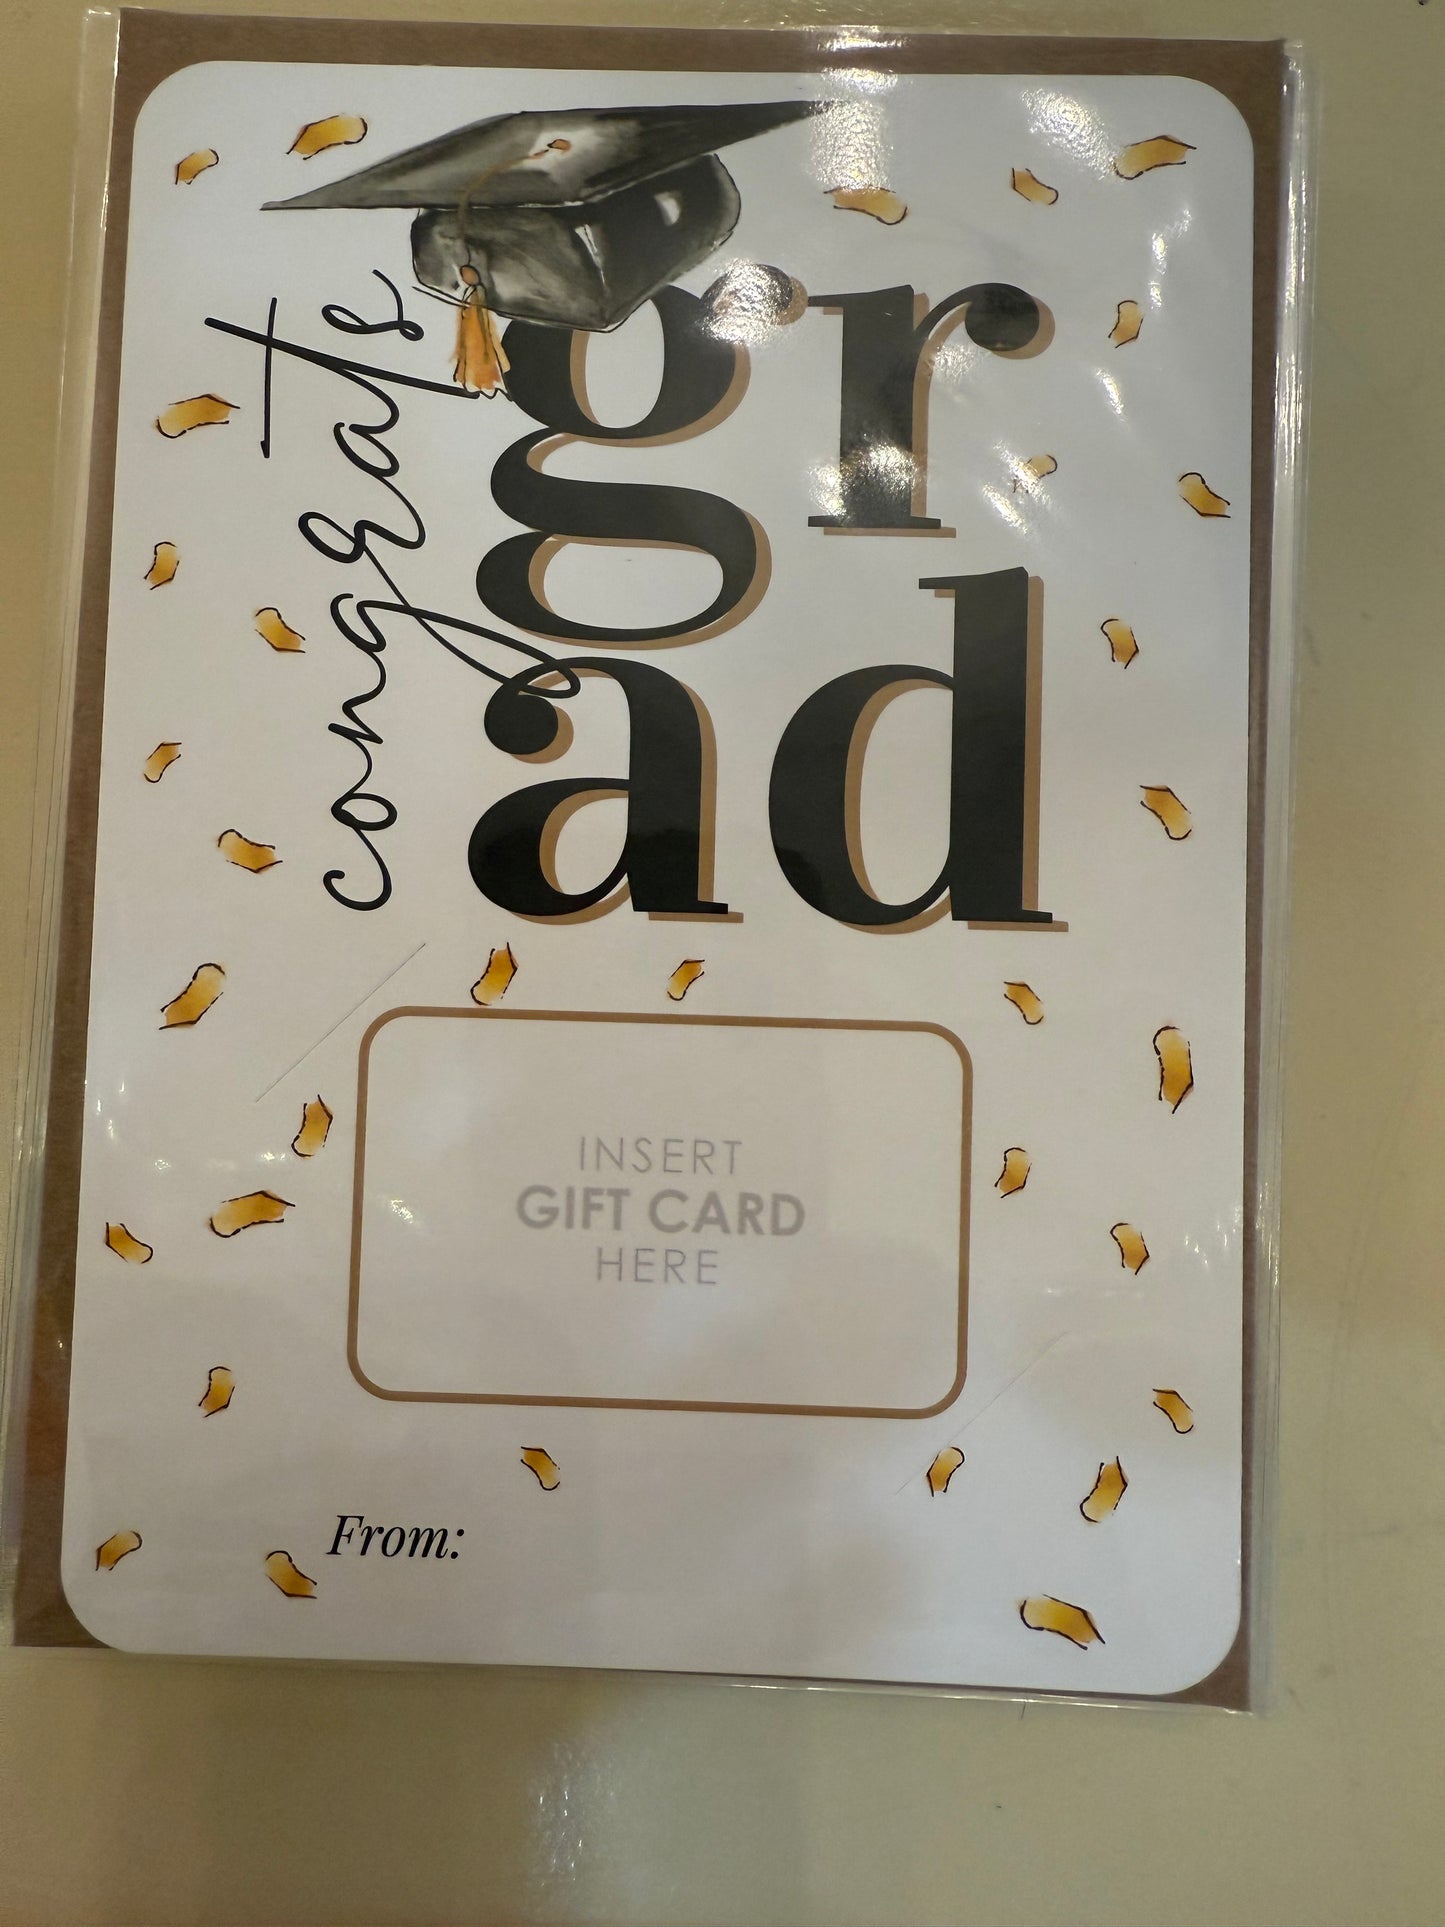 congrats
gr
ad
INSERT
GIFT CARD
HERE
From: